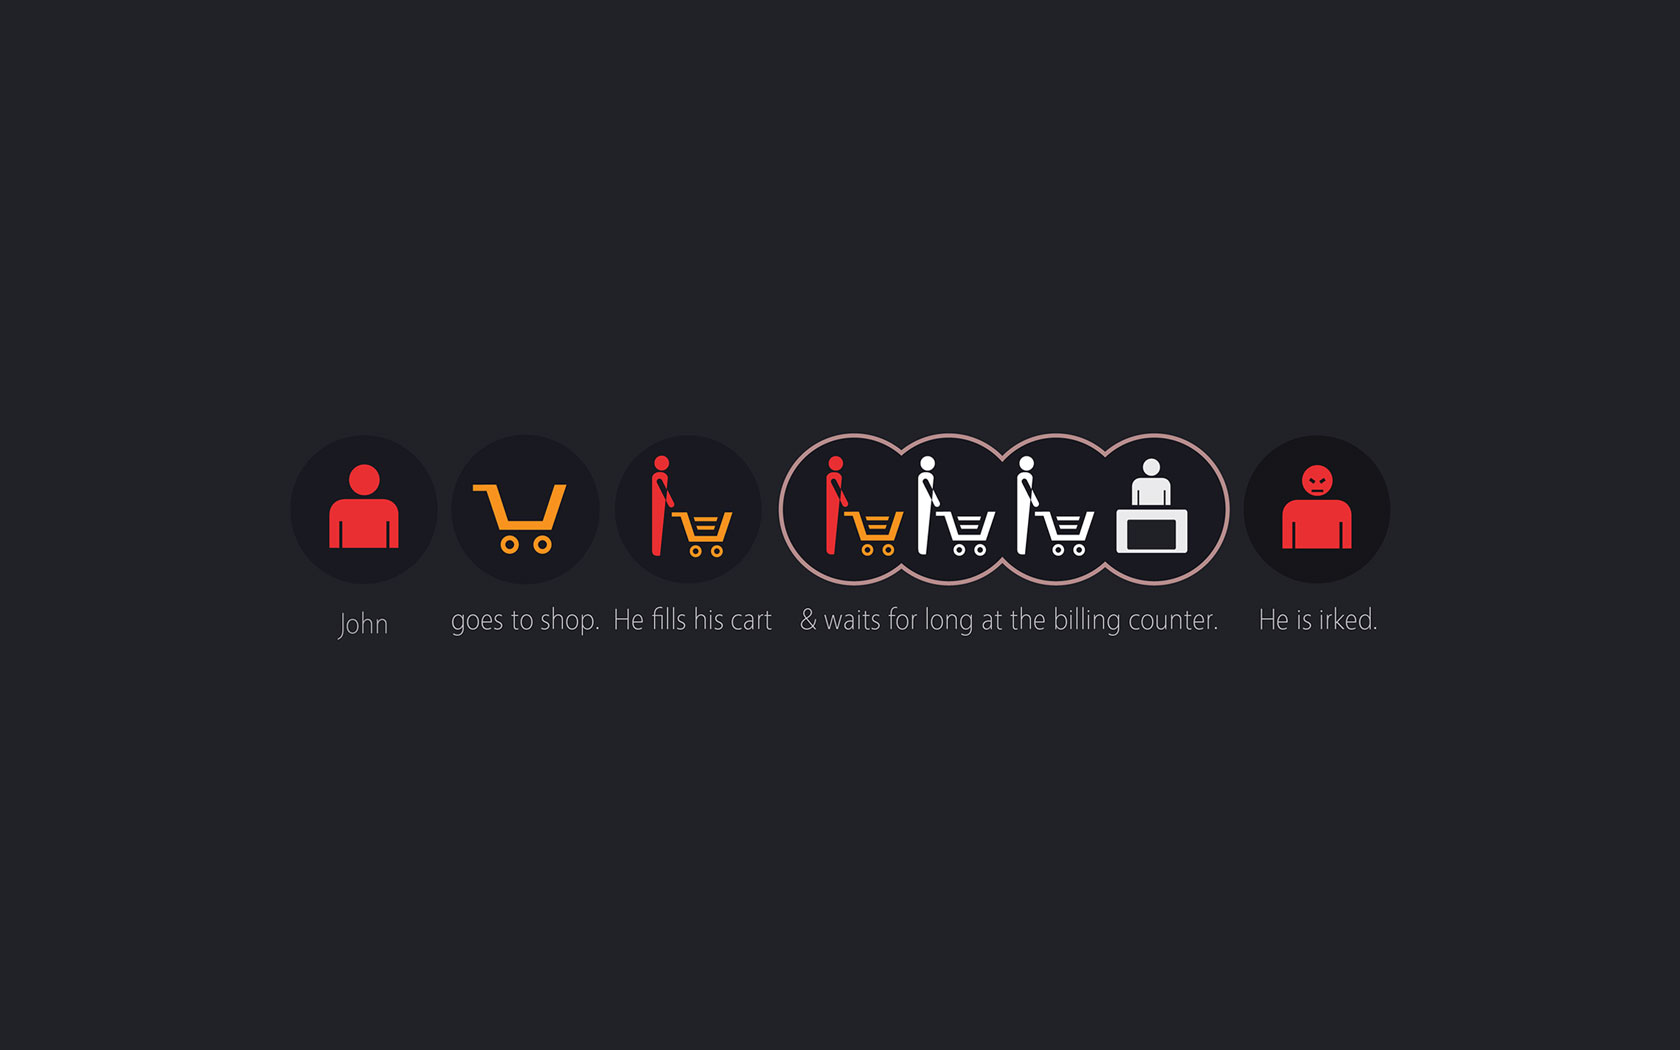 John
goes to shop.
He fills his cart
& waits for long at the billing counter.
He is irked.